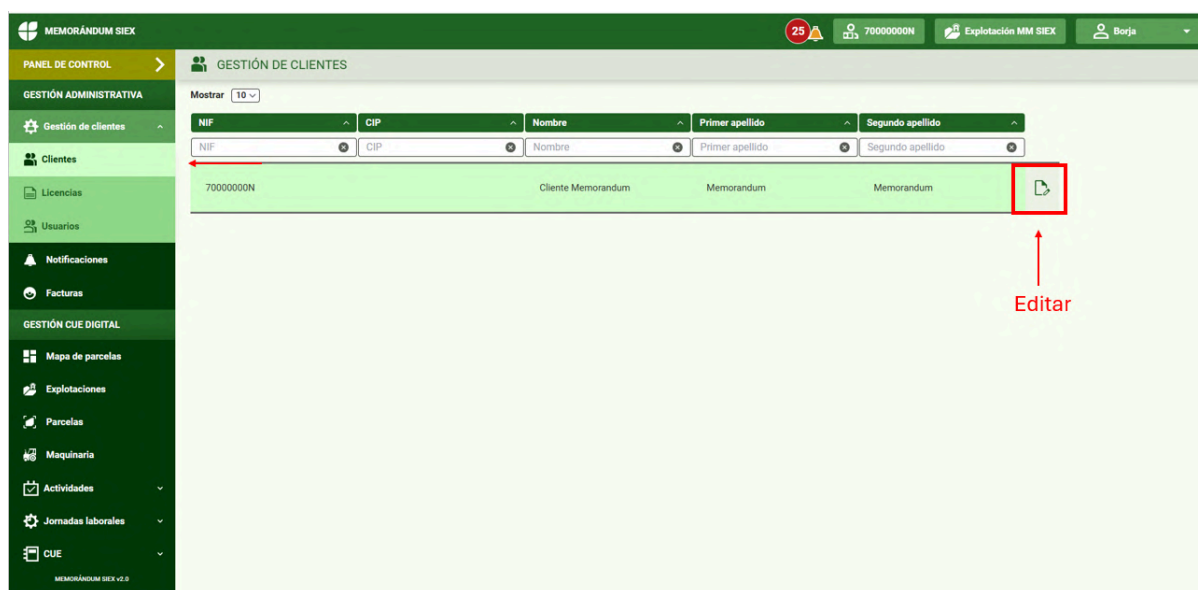 MEMORÁNDUM SIEX
25
70000000N
Explotación MM SIEX
Borja
PANEL DE CONTROL
GESTIÓN DE CLIENTES
GESTIÓN ADMINISTRATIVA
Mostrar 10
Gestión de clientes
NIF CIP Nombre Primer apellido Segundo apellido
NIF CIP Nombre Primer apellido Segundo apellido
Clientes
70000000N Cliente Memorandum Memorandum Memorandum
Licencias
Usuarios
Notificaciones
Facturas
Editar
GESTIÓN CUE DIGITAL
Mapa de parcelas
Explotaciones
Parcelas
Maquinaria
Actividades
Jornadas laborales
CUE
MEMORÁNDUM SIEX v2.0